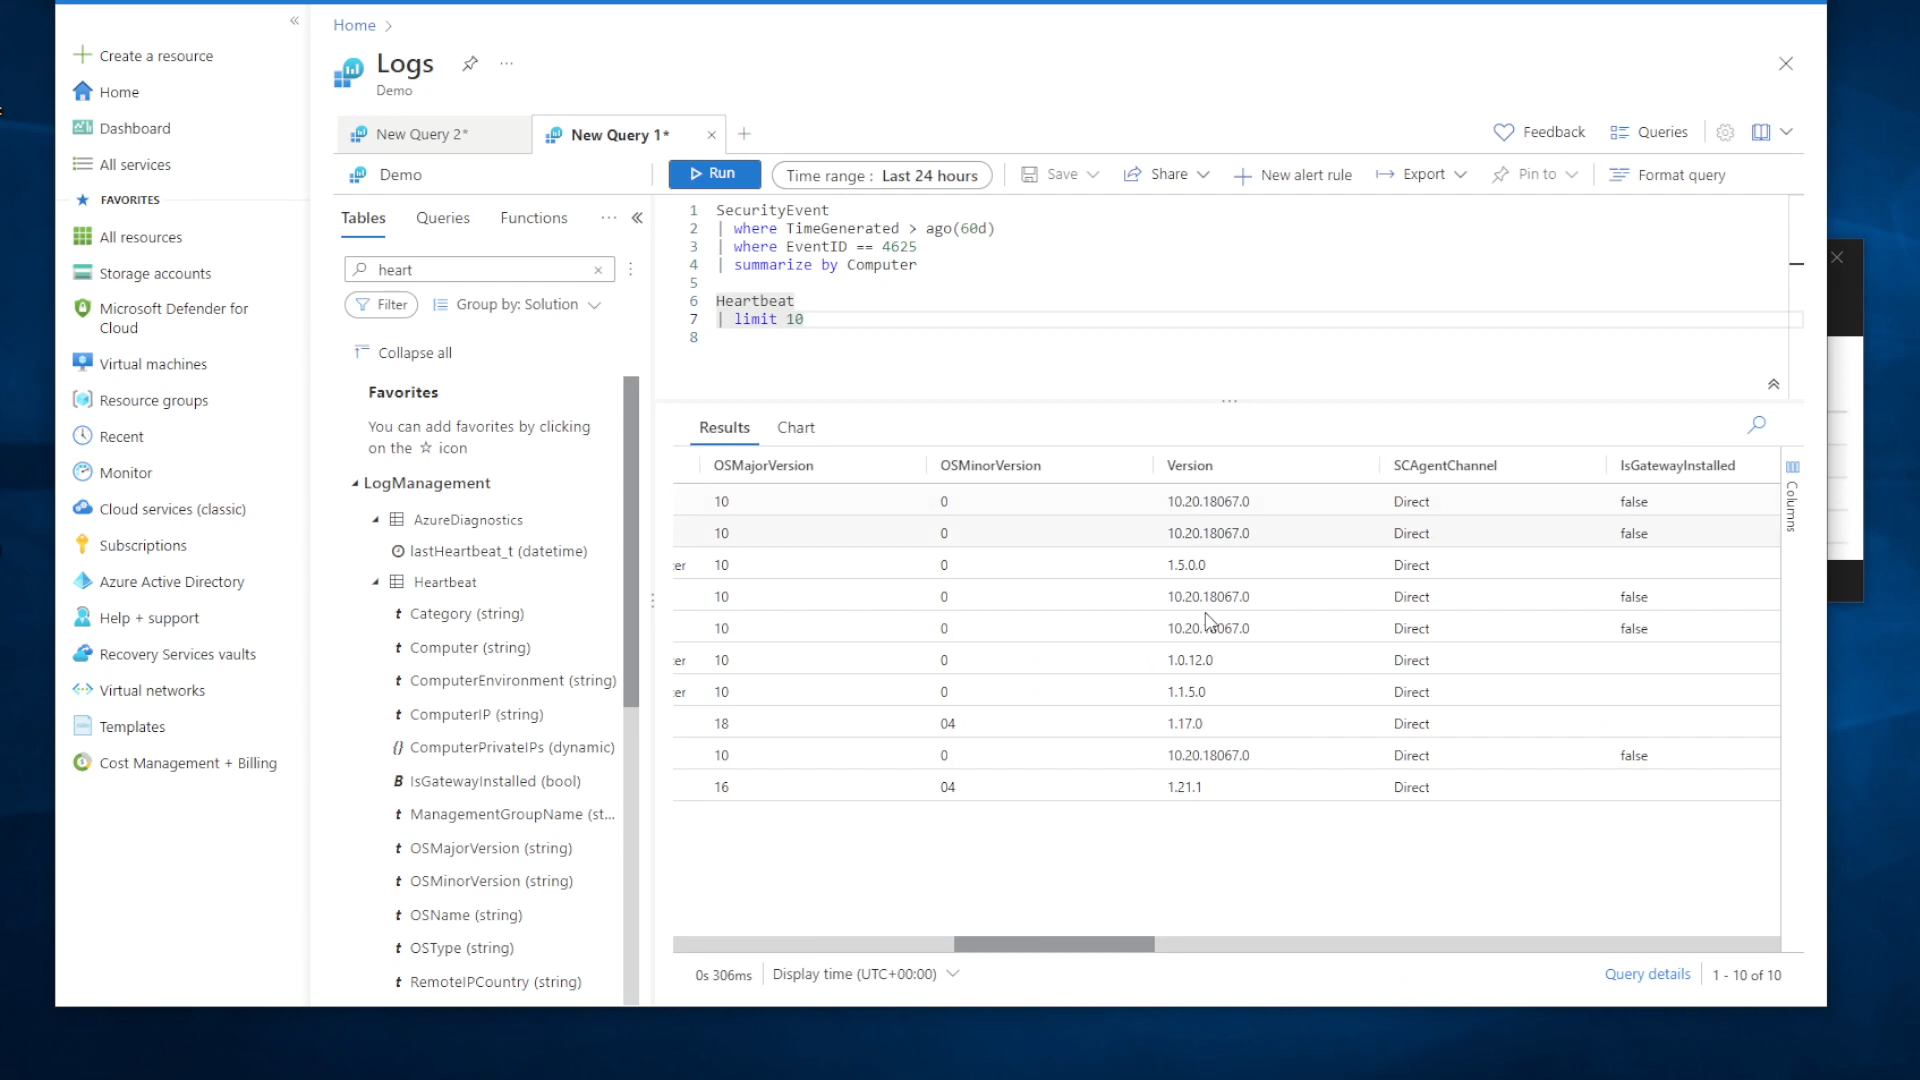 Home
Create a resource
Home
Dashboard
All services
FAVORITES
All resources
Storage accounts
Microsoft Defender for
Cloud
Virtual machines
Resource groups
Recent
Monitor
Cloud services (classic)
Subscriptions
Azure Active Directory
Help + support
Recovery Services vaults
Virtual networks
Templates
Cost Management + Billing
Logs
Demo
New Query 2*
New Query 1*
Feedback
Queries
Demo
Run
Time range : Last 24 hours
Save
Share
New alert rule
Export
Pin to
Format query
Tables
Queries
Functions
heart
Filter
Group by: Solution
Collapse all
Favorites
You can add favorites by clicking
on the ☆ icon
LogManagement
AzureDiagnostics
lastHeartbeat_t (datetime)
Heartbeat
t Category (string)
t Computer (string)
t ComputerEnvironment (string)
t ComputerIP (string)
{} ComputerPrivateIPs (dynamic)
B IsGatewayInstalled (bool)
t ManagementGroupName (st...
t OSMajorVersion (string)
t OSMinorVersion (string)
t OSName (string)
t OSType (string)
t RemoteIPCountry (string)
1 SecurityEvent
2 | where TimeGenerated > ago(60d)
3 | where EventID == 4625
4 | summarize by Computer
5
6 Heartbeat
7 | limit 10
8
Results
Chart
OSMajorVersion OSMinorVersion Version SCAgentChannel IsGatewayInstalled
10 0 10.20.18067.0 Direct false
10 0 10.20.18067.0 Direct false
er 10 0 1.5.0.0 Direct
10 0 10.20.18067.0 Direct false
10 0 10.20.18067.0 Direct false
er 10 0 1.0.12.0 Direct
er 10 0 1.1.5.0 Direct
18 04 1.17.0 Direct
10 0 10.20.18067.0 Direct false
16 04 1.21.1 Direct
Columns
0s 306ms
Display time (UTC+00:00)
Query details
1 - 10 of 10